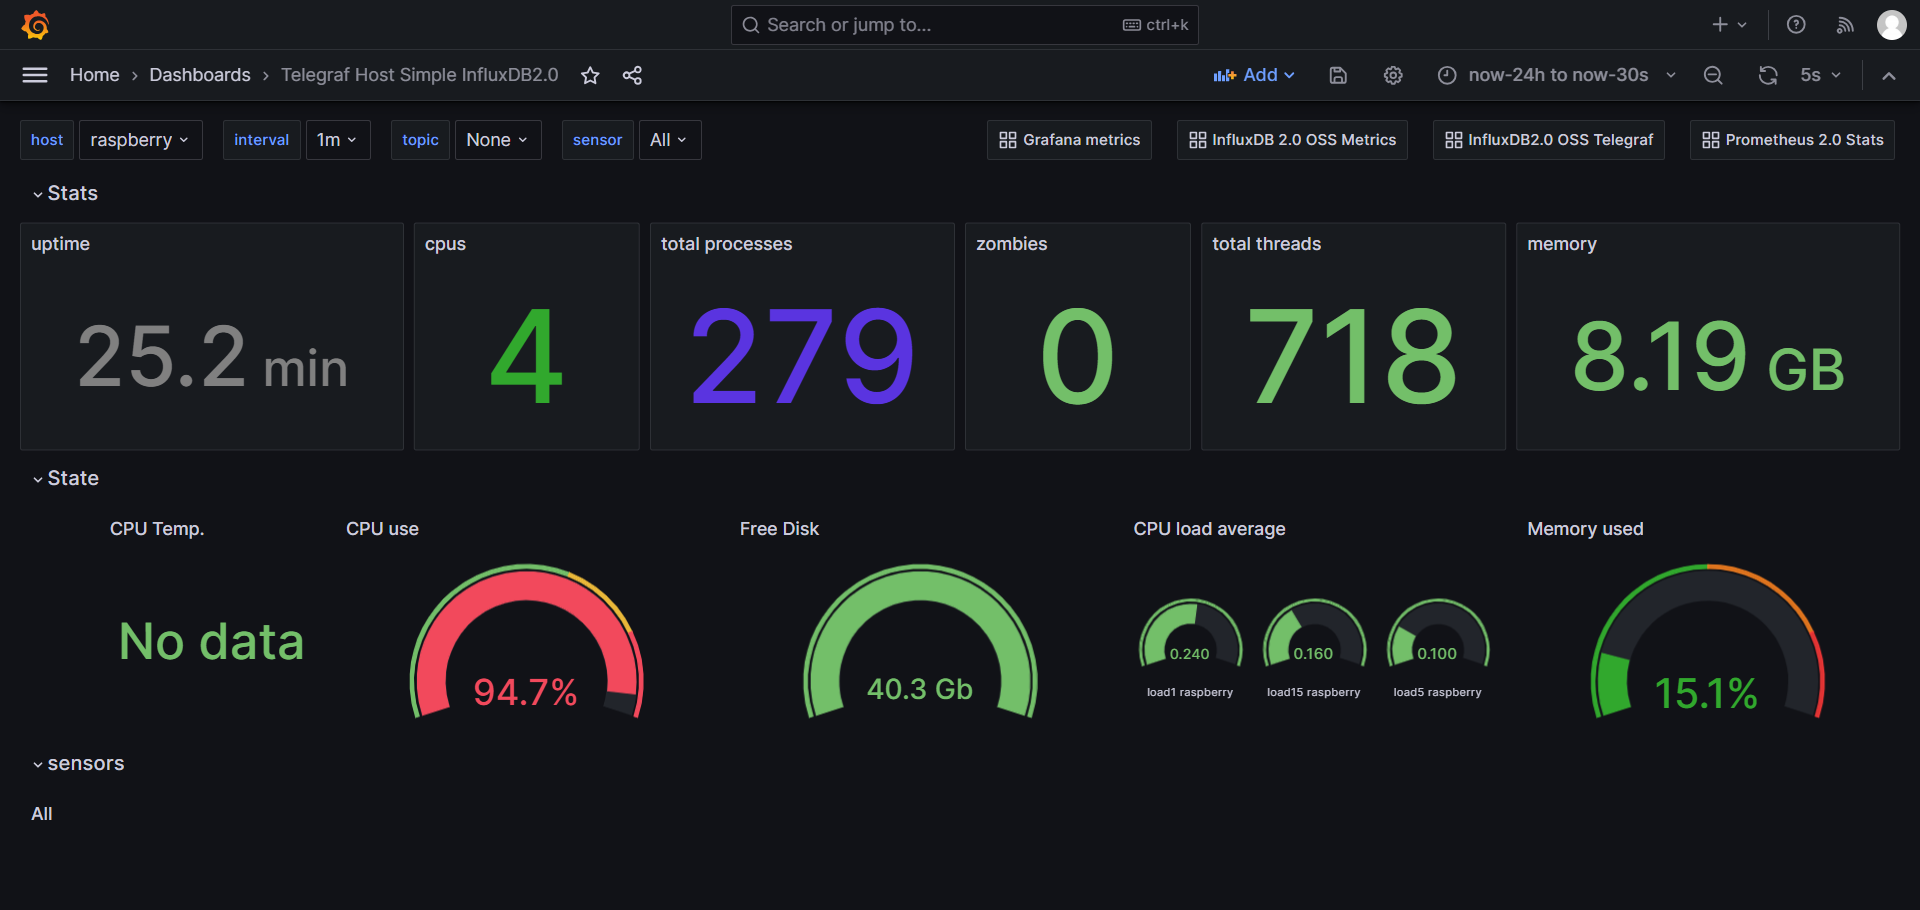 Search or jump to... ctrl+k
Home › Dashboards › Telegraf Host Simple InfluxDB2.0 Add now-24h to now-30s 5s
host raspberry interval 1m topic None sensor All Grafana metrics InfluxDB 2.0 OSS Metrics InfluxDB2.0 OSS Telegraf Prometheus 2.0 Stats
Stats
uptime cpus total processes zombies total threads memory
25.2 min 4 279 0 718 8.19 GB
State
CPU Temp. CPU use Free Disk CPU load average Memory used
No data 94.7% 40.3 Gb 0.240 0.160 0.100 15.1%
load1 raspberry load15 raspberry load5 raspberry
sensors
All